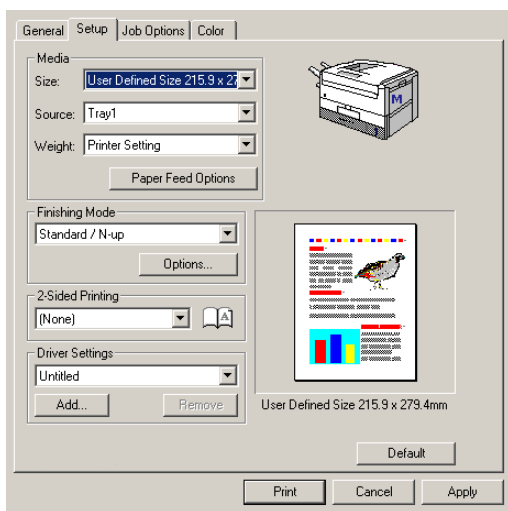 General Setup Job Options Color
Media
Size: User Defined Size 215.9 x 27
Source: Tray1
Weight: Printer Setting
Paper Feed Options
M
1
Finishing Mode
Standard / N-up
Options...
2-Sided Printing
(None)
A
Driver Settings
Untitled
Add... Remove
User Defined Size 215.9 x 279.4mm
Default
Print Cancel Apply